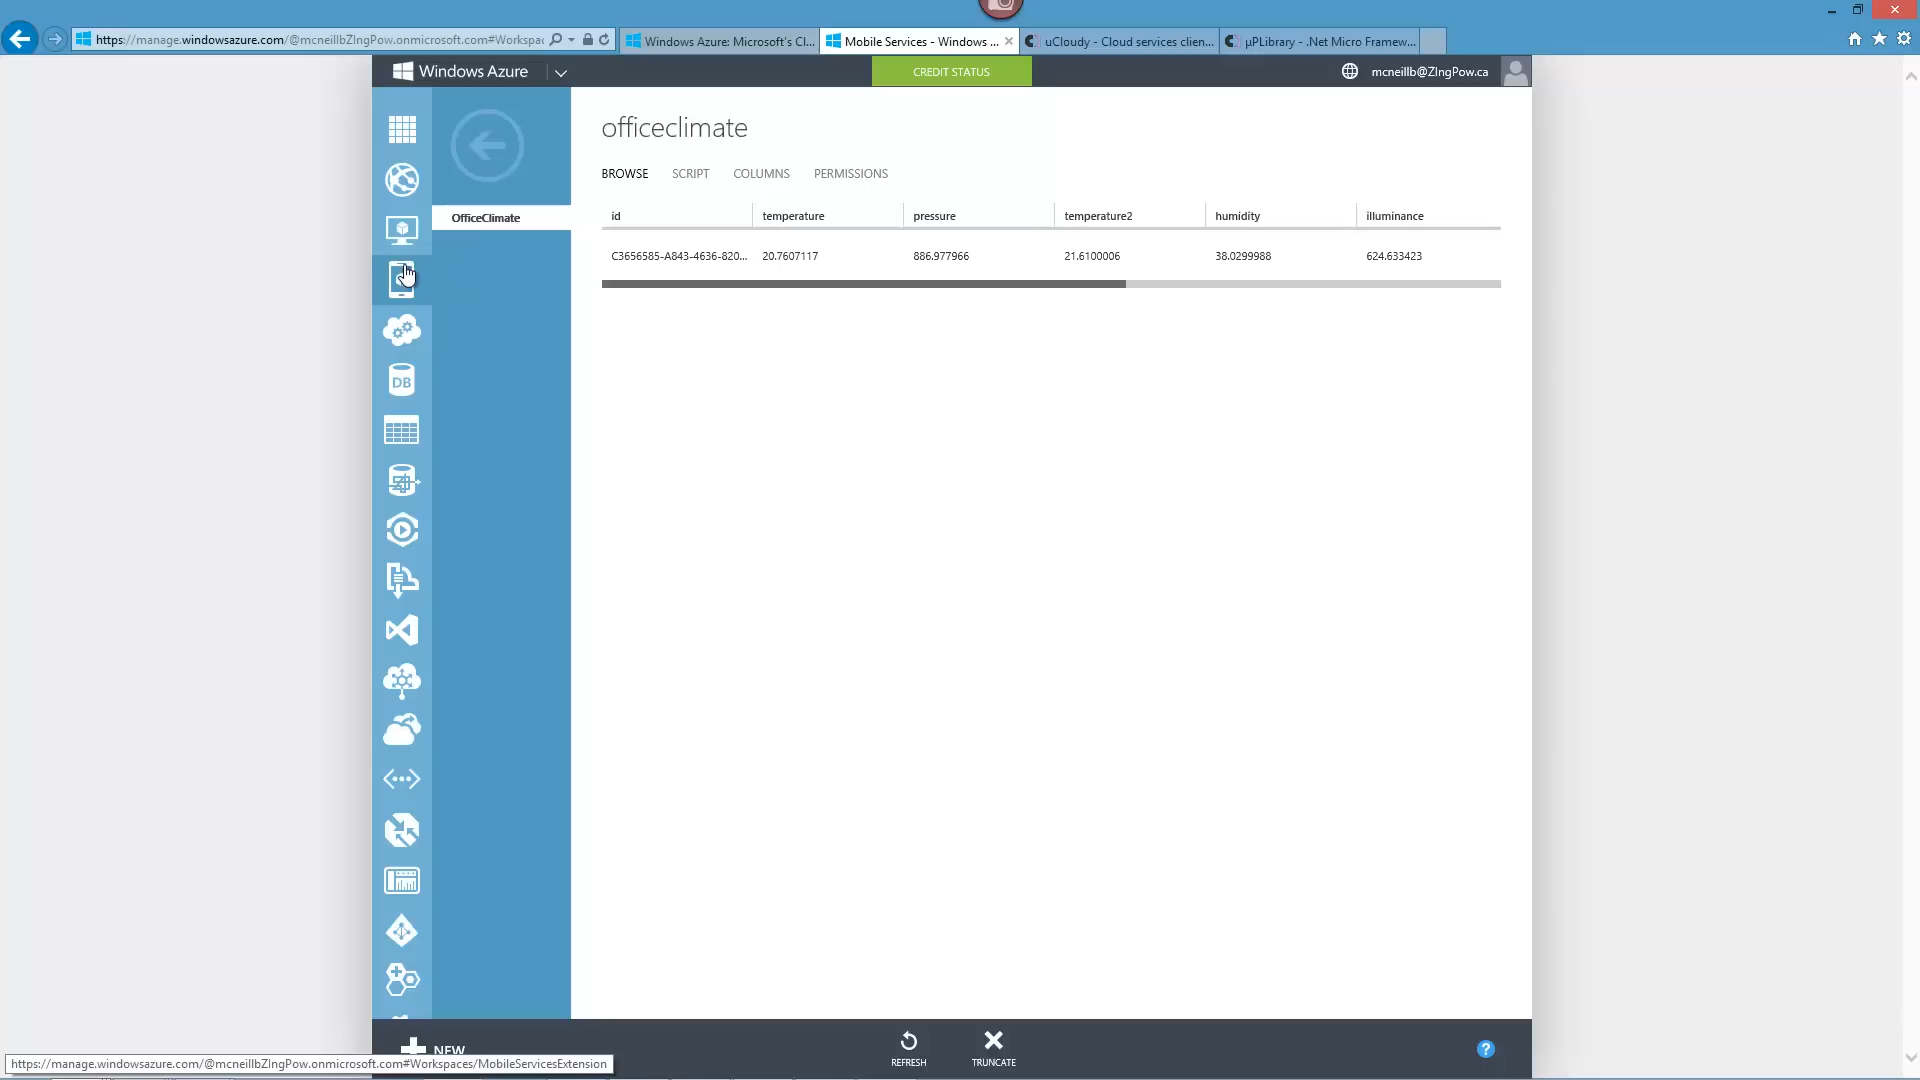 https://manage.windowsazure.com/@mcneillbZIngPow.onmicrosoft.com#Workspac
Windows Azure: Microsoft's Cl...
Mobile Services - Windows ...
uCloudy - Cloud services clien...
µPLibrary - .Net Micro Framew...
Windows Azure
CREDIT STATUS
mcneillb@ZIngPow.ca
OfficeClimate
officeclimate
BROWSE SCRIPT COLUMNS PERMISSIONS
id temperature pressure temperature2 humidity illuminance
C3656585-A843-4636-820... 20.7607117 886.977966 21.6100006 38.0299988 624.633423
DB
NEW
REFRESH
TRUNCATE
?
https://manage.windowsazure.com/@mcneillbZIngPow.onmicrosoft.com#Workspaces/MobileServicesExtension